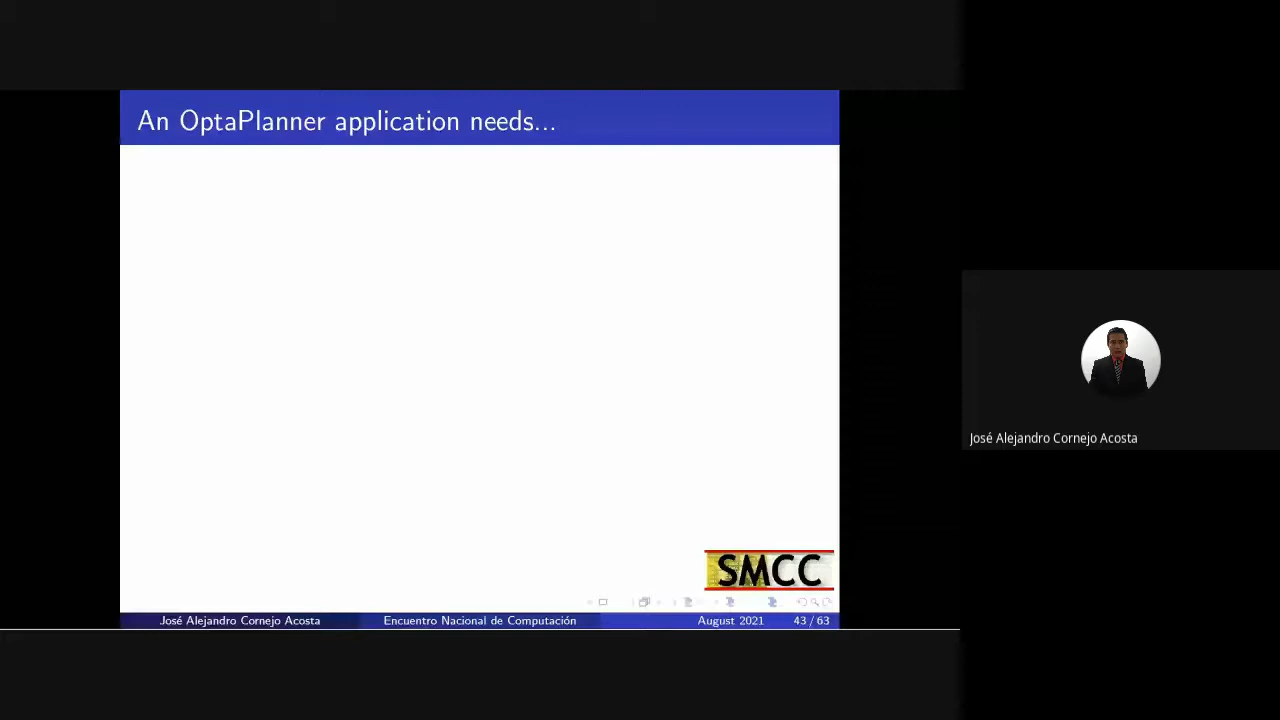 An OptaPlanner application needs...
José Alejandro Cornejo Acosta
SMCC
José Alejandro Cornejo Acosta
Encuentro Nacional de Computación
August 2021
43 / 63